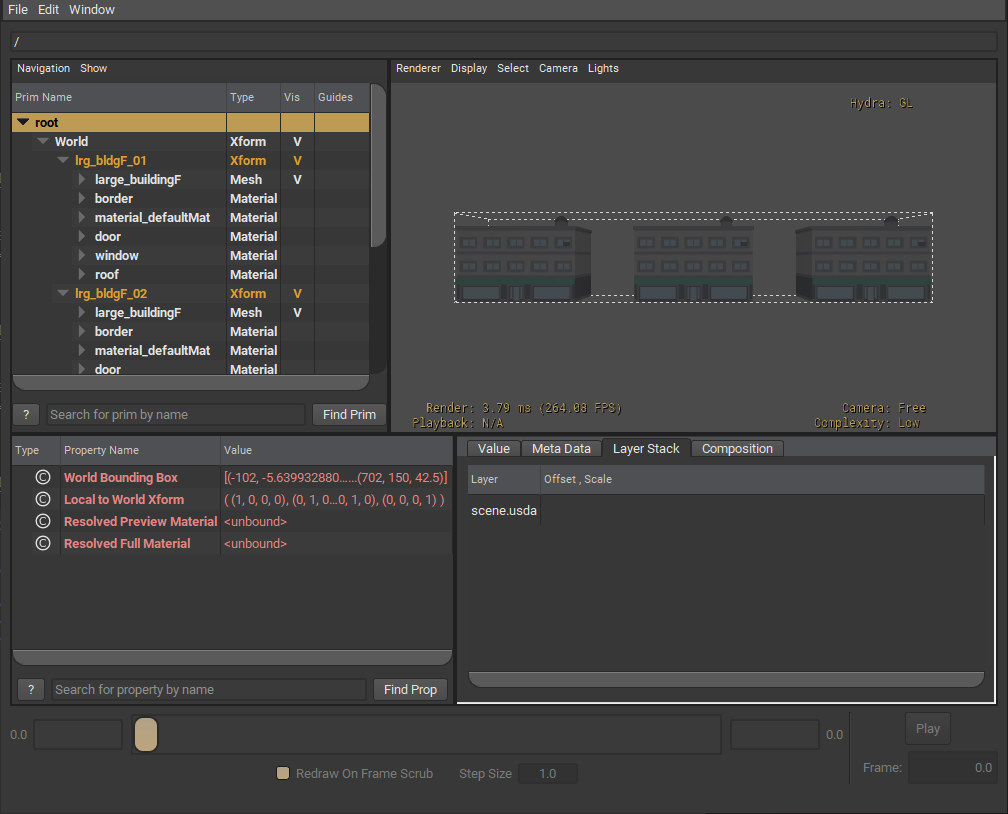 File Edit Window
/
Navigation Show
Prim Name Type Vis Guides
root
World Xform V
lrg_bldgF_01 Xform V
large_buildingF Mesh V
border Material
material_defaultMat Material
door Material
window Material
roof Material
lrg_bldgF_02 Xform V
large_buildingF Mesh V
border Material
material_defaultMat Material
door Material
? Search for prim by name Find Prim
Renderer Display Select Camera Lights
Hydra: GL
Render: 3.79 ms (264.08 FPS)
Playback: N/A
Camera: Free
Complexity: Low
Type Property Name Value
C World Bounding Box [(-102, -5.639932880......(702, 150, 42.5)]
C Local to World Xform ( (1, 0, 0, 0), (0, 1, 0...0, 1, 0), (0, 0, 0, 1) )
C Resolved Preview Material <unbound>
C Resolved Full Material <unbound>
? Search for property by name Find Prop
Value Meta Data Layer Stack Composition
Layer Offset , Scale
scene.usda
0.0 0.0 Play
Redraw On Frame Scrub Step Size 1.0 Frame: 0.0